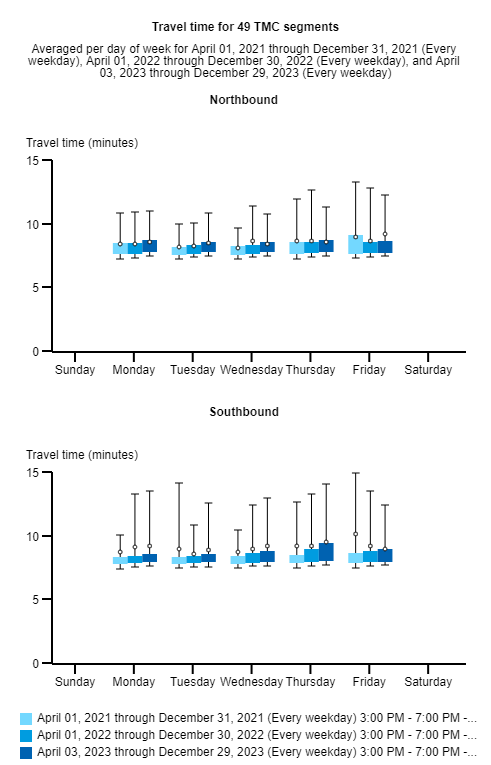 Travel time for 49 TMC segments
Averaged per day of week for April 01, 2021 through December 31, 2021 (Every
weekday), April 01, 2022 through December 30, 2022 (Every weekday), and April
03, 2023 through December 29, 2023 (Every weekday)
Northbound
Travel time (minutes)
15
10
5
0
Sunday Monday Tuesday Wednesday Thursday Friday Saturday
Southbound
Travel time (minutes)
15
10
5
0
Sunday Monday Tuesday Wednesday Thursday Friday Saturday
April 01, 2021 through December 31, 2021 (Every weekday) 3:00 PM - 7:00 PM -...
April 01, 2022 through December 30, 2022 (Every weekday) 3:00 PM - 7:00 PM -...
April 03, 2023 through December 29, 2023 (Every weekday) 3:00 PM - 7:00 PM -...